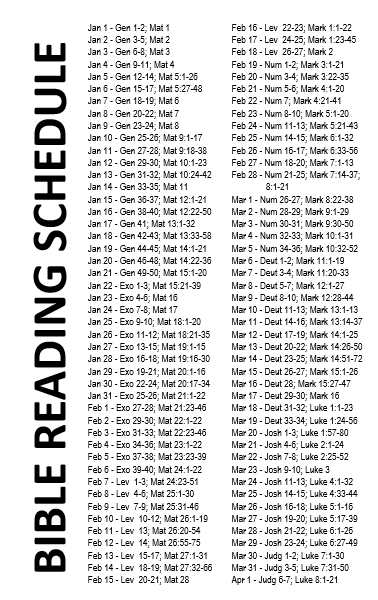 BIBLE READING SCHEDULE
Jan 1 - Gen 1-2; Mat 1
Jan 2 - Gen 3-5; Mat 2
Jan 3 - Gen 6-8; Mat 3
Jan 4 - Gen 9-11; Mat 4
Jan 5 - Gen 12-14; Mat 5:1-26
Jan 6 - Gen 15-17; Mat 5:27-48
Jan 7 - Gen 18-19; Mat 6
Jan 8 - Gen 20-22; Mat 7
Jan 9 - Gen 23-24; Mat 8
Jan 10 - Gen 25-26; Mat 9:1-17
Jan 11 - Gen 27-28; Mat 9:18-38
Jan 12 - Gen 29-30; Mat 10:1-23
Jan 13 - Gen 31-32; Mat 10:24-42
Jan 14 - Gen 33-35; Mat 11
Jan 15 - Gen 36-37; Mat 12:1-21
Jan 16 - Gen 38-40; Mat 12:22-50
Jan 17 - Gen 41; Mat 13:1-32
Jan 18 - Gen 42-43; Mat 13:33-58
Jan 19 - Gen 44-45; Mat 14:1-21
Jan 20 - Gen 46-48; Mat 14:22-36
Jan 21 - Gen 49-50; Mat 15:1-20
Jan 22 - Exo 1-3; Mat 15:21-39
Jan 23 - Exo 4-6; Mat 16
Jan 24 - Exo 7-8; Mat 17
Jan 25 - Exo 9-10; Mat 18:1-20
Jan 26 - Exo 11-12; Mat 18:21-35
Jan 27 - Exo 13-15; Mat 19:1-15
Jan 28 - Exo 16-18; Mat 19:16-30
Jan 29 - Exo 19-21; Mat 20:1-16
Jan 30 - Exo 22-24; Mat 20:17-34
Jan 31 - Exo 25-26; Mat 21:1-22
Feb 1 - Exo 27-28; Mat 21:23-46
Feb 2 - Exo 29-30; Mat 22:1-22
Feb 3 - Exo 31-33; Mat 22:23-46
Feb 4 - Exo 34-36; Mat 23:1-22
Feb 5 - Exo 37-38; Mat 23:23-39
Feb 6 - Exo 39-40; Mat 24:1-22
Feb 7 - Lev 1-3; Mat 24:23-51
Feb 8 - Lev 4-6; Mat 25:1-30
Feb 9 - Lev 7-9; Mat 25:31-46
Feb 10 - Lev 10-12; Mat 26:1-19
Feb 11 - Lev 13; Mat 26:20-54
Feb 12 - Lev 14; Mat 26:55-75
Feb 13 - Lev 15-17; Mat 27:1-31
Feb 14 - Lev 18-19; Mat 27:32-66
Feb 15 - Lev 20-21; Mat 28
Feb 16 - Lev 22-23; Mark 1:1-22
Feb 17 - Lev 24-25; Mark 1:23-45
Feb 18 - Lev 26-27; Mark 2
Feb 19 - Num 1-2; Mark 3:1-21
Feb 20 - Num 3-4; Mark 3:22-35
Feb 21 - Num 5-6; Mark 4:1-20
Feb 22 - Num 7; Mark 4:21-41
Feb 23 - Num 8-10; Mark 5:1-20
Feb 24 - Num 11-13; Mark 5:21-43
Feb 25 - Num 14-15; Mark 6:1-32
Feb 26 - Num 16-17; Mark 6:33-56
Feb 27 - Num 18-20; Mark 7:1-13
Feb 28 - Num 21-25; Mark 7:14-37;
8:1-21
Mar 1 - Num 26-27; Mark 8:22-38
Mar 2 - Num 28-29; Mark 9:1-29
Mar 3 - Num 30-31; Mark 9:30-50
Mar 4 - Num 32-33; Mark 10:1-31
Mar 5 - Num 34-36; Mark 10:32-52
Mar 6 - Deut 1-2; Mark 11:1-19
Mar 7 - Deut 3-4; Mark 11:20-33
Mar 8 - Deut 5-7; Mark 12:1-27
Mar 9 - Deut 8-10; Mark 12:28-44
Mar 10 - Deut 11-13; Mark 13:1-13
Mar 11 - Deut 14-16; Mark 13:14-37
Mar 12 - Deut 17-19; Mark 14:1-25
Mar 13 - Deut 20-22; Mark 14:26-50
Mar 14 - Deut 23-25; Mark 14:51-72
Mar 15 - Deut 26-27; Mark 15:1-26
Mar 16 - Deut 28; Mark 15:27-47
Mar 17 - Deut 29-30; Mark 16
Mar 18 - Deut 31-32; Luke 1:1-23
Mar 19 - Deut 33-34; Luke 1:24-56
Mar 20 - Josh 1-3; Luke 1:57-80
Mar 21 - Josh 4-6; Luke 2:1-24
Mar 22 - Josh 7-8; Luke 2:25-52
Mar 23 - Josh 9-10; Luke 3
Mar 24 - Josh 11-13; Luke 4:1-32
Mar 25 - Josh 14-15; Luke 4:33-44
Mar 26 - Josh 16-18; Luke 5:1-16
Mar 27 - Josh 19-20; Luke 5:17-39
Mar 28 - Josh 21-22; Luke 6:1-26
Mar 29 - Josh 23-24; Luke 6:27-49
Mar 30 - Judg 1-2; Luke 7:1-30
Mar 31 - Judg 3-5; Luke 7:31-50
Apr 1 - Judg 6-7; Luke 8:1-21